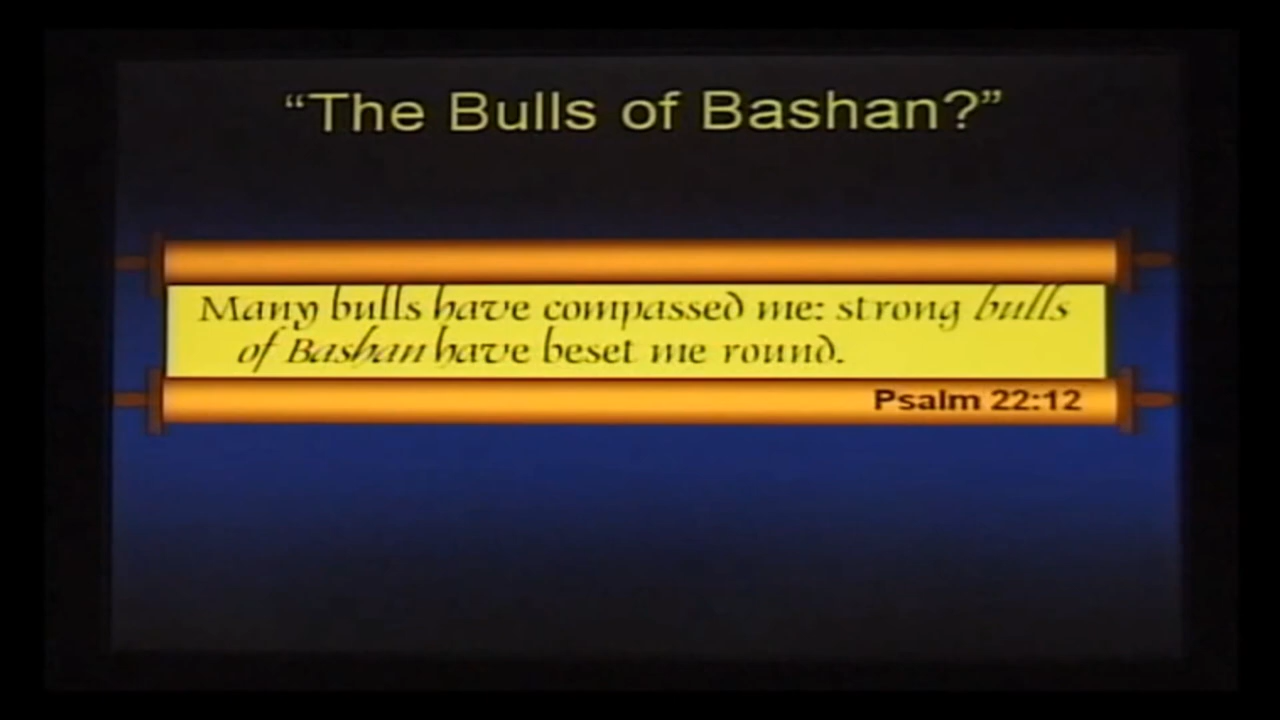 “The Bulls of Bashan?”
Many bulls have compassed me: strong bulls
of Bashan have beset me round.
Psalm 22:12